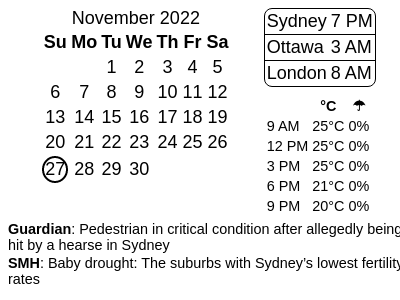 November 2022
Su Mo Tu We Th Fr Sa
1 2 3 4 5
6 7 8 9 10 11 12
13 14 15 16 17 18 19
20 21 22 23 24 25 26
27 28 29 30
Sydney 7 PM
Ottawa 3 AM
London 8 AM
°C ☂
9 AM 25°C 0%
12 PM 25°C 0%
3 PM 25°C 0%
6 PM 21°C 0%
9 PM 20°C 0%
Guardian: Pedestrian in critical condition after allegedly being
hit by a hearse in Sydney
SMH: Baby drought: The suburbs with Sydney’s lowest fertility
rates